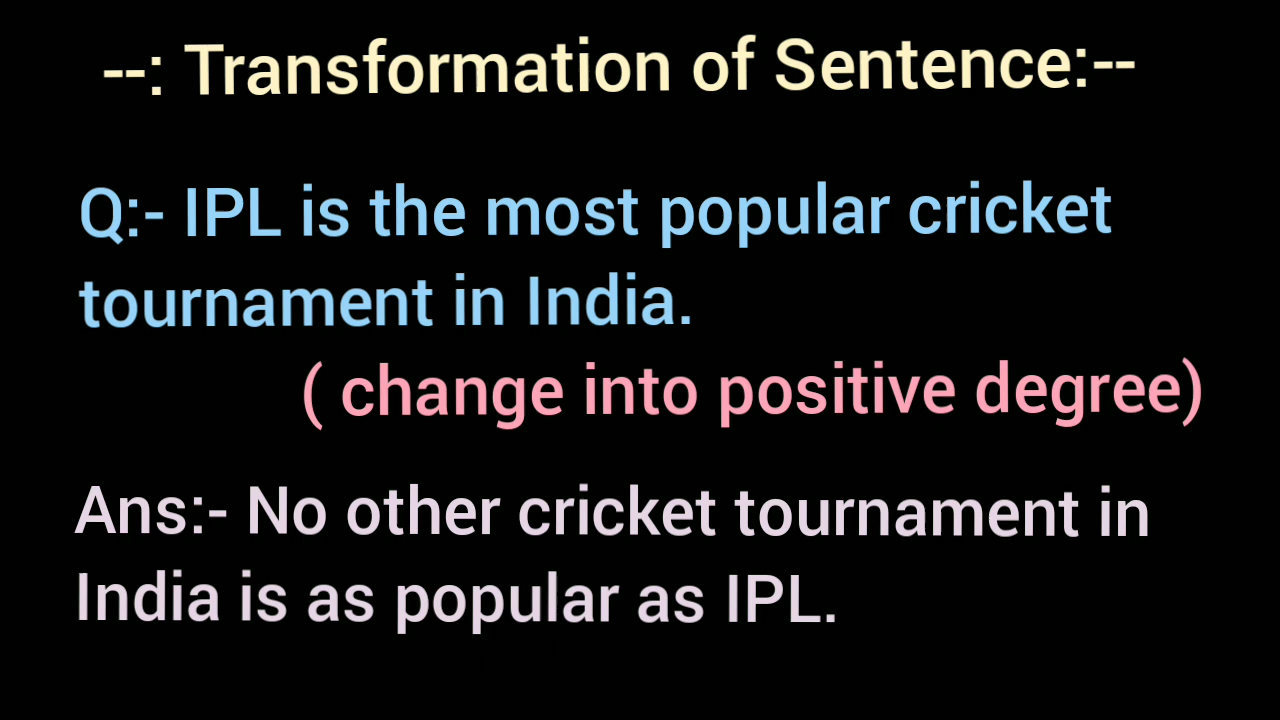 --: Transformation of Sentence:--
Q:- IPL is the most popular cricket
tournament in India.
( change into positive degree)
Ans:- No other cricket tournament in
India is as popular as IPL.